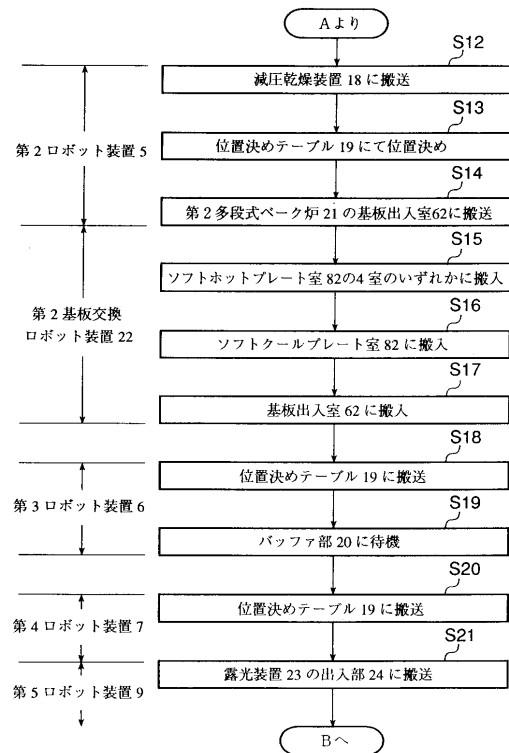 Aより
S12
減圧乾燥装置18に搬送
S13
第2ロボット装置5
位置決めテーブル19にて位置決め
S14
第2多段式ベーク炉21の基板出入室62に搬送
S15
ソフトホットプレート室82の4室のいずれかに搬入
第2基板交換
ロボット装置22
S16
ソフトクールプレート室82に搬入
S17
基板出入室62に搬入
S18
位置決めテーブル19に搬送
第3ロボット装置6
S19
バッファ部20に待機
S20
第4ロボット装置7
位置決めテーブル19に搬送
S21
露光装置23の出入部24に搬送
第5ロボット装置9
Bへ